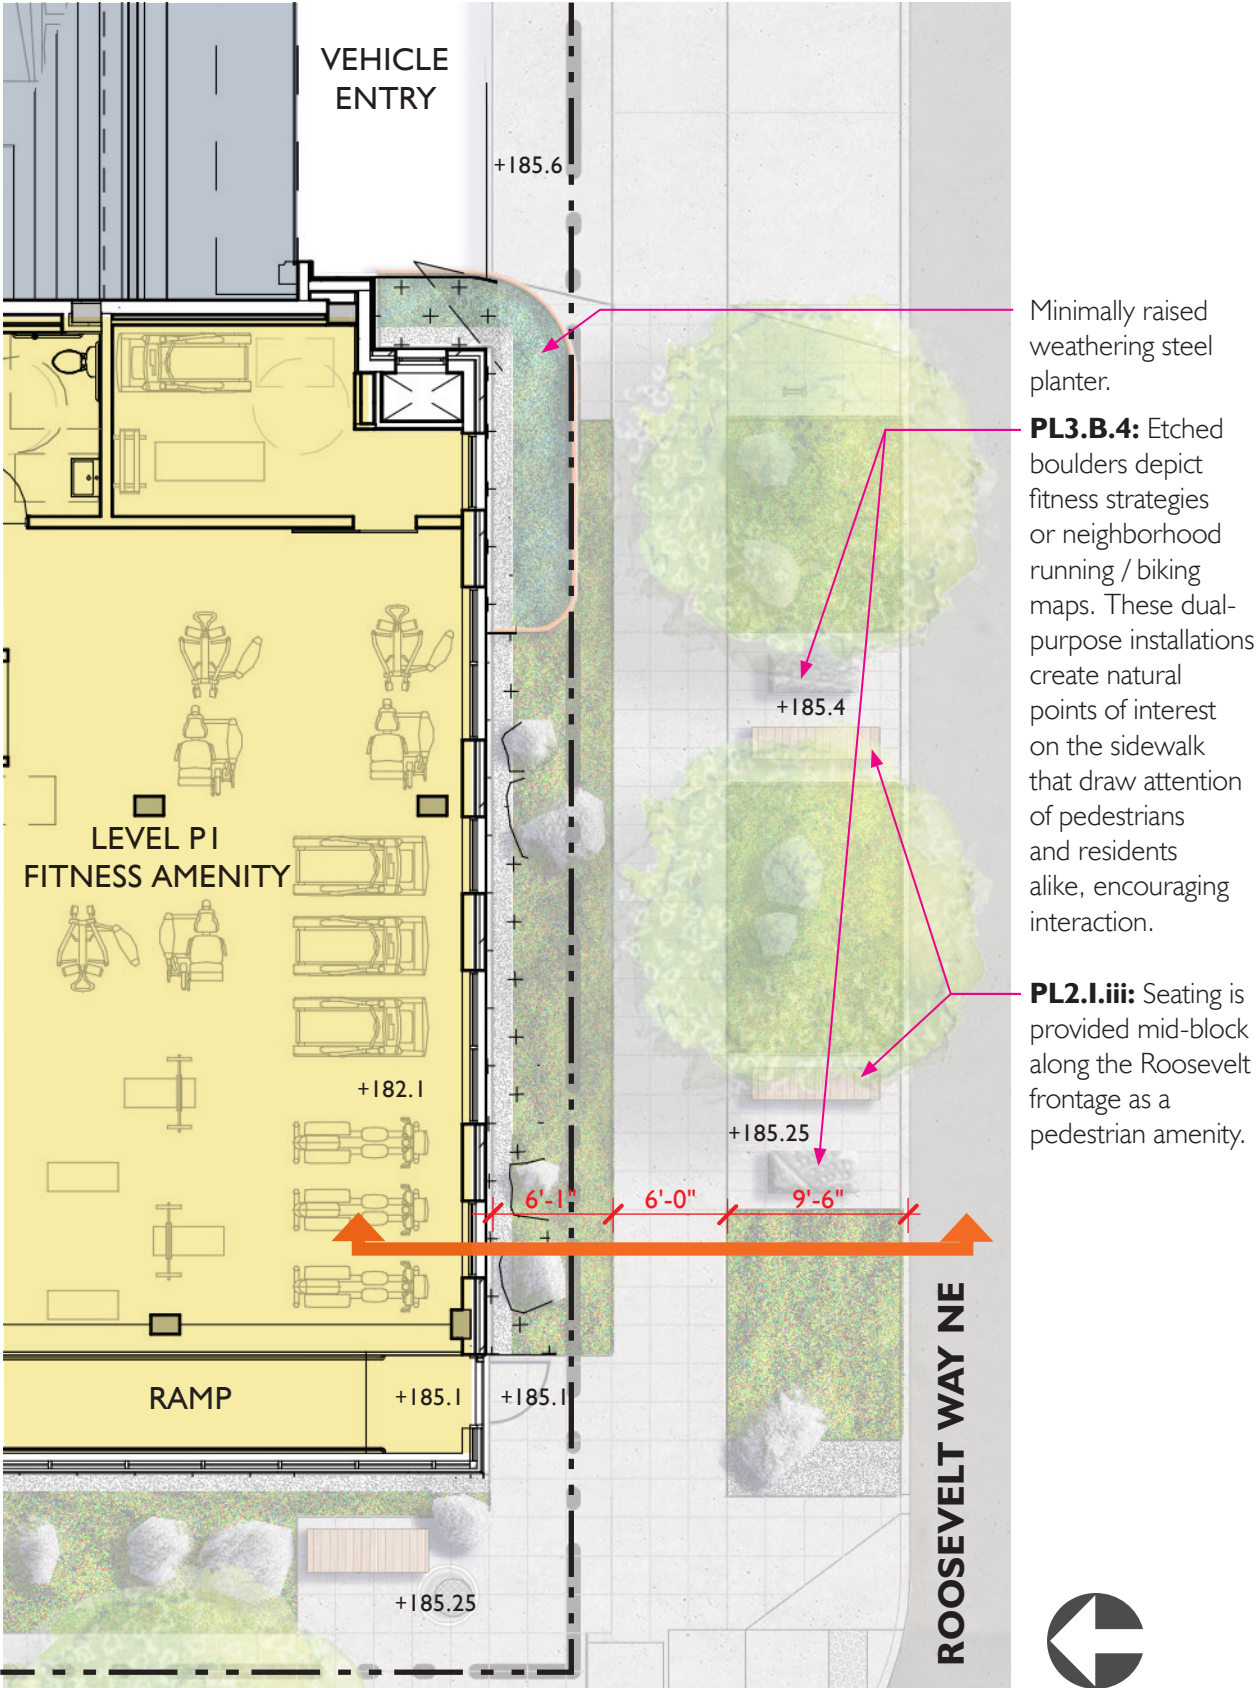 VEHICLE
ENTRY
+185.6
Minimally raised
weathering steel
planter.
PL3.B.4: Etched
boulders depict
fitness strategies
or neighborhood
running / biking
maps. These dual-
purpose installations
create natural
points of interest
on the sidewalk
that draw attention
of pedestrians
and residents
alike, encouraging
interaction.
+185.4
LEVEL P1
FITNESS AMENITY
PL2.I.iii: Seating is
provided mid-block
along the Roosevelt
frontage as a
pedestrian amenity.
+182.1
+185.25
6'-1"
6'-0"
9'-6"
RAMP
+185.1
+185.1
ROOSEVELT WAY NE
+185.25